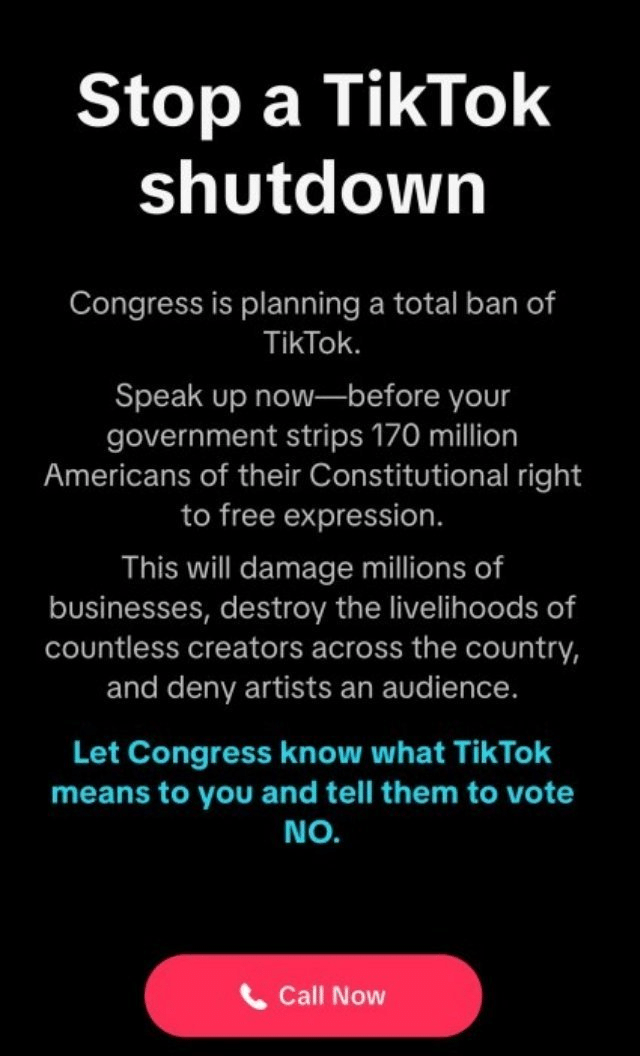 Stop a TikTok
shutdown
Congress is planning a total ban of
TikTok.
Speak up now—before your
government strips 170 million
Americans of their Constitutional right
to free expression.
This will damage millions of
businesses, destroy the livelihoods of
countless creators across the country,
and deny artists an audience.
Let Congress know what TikTok
means to you and tell them to vote
NO.
Call Now